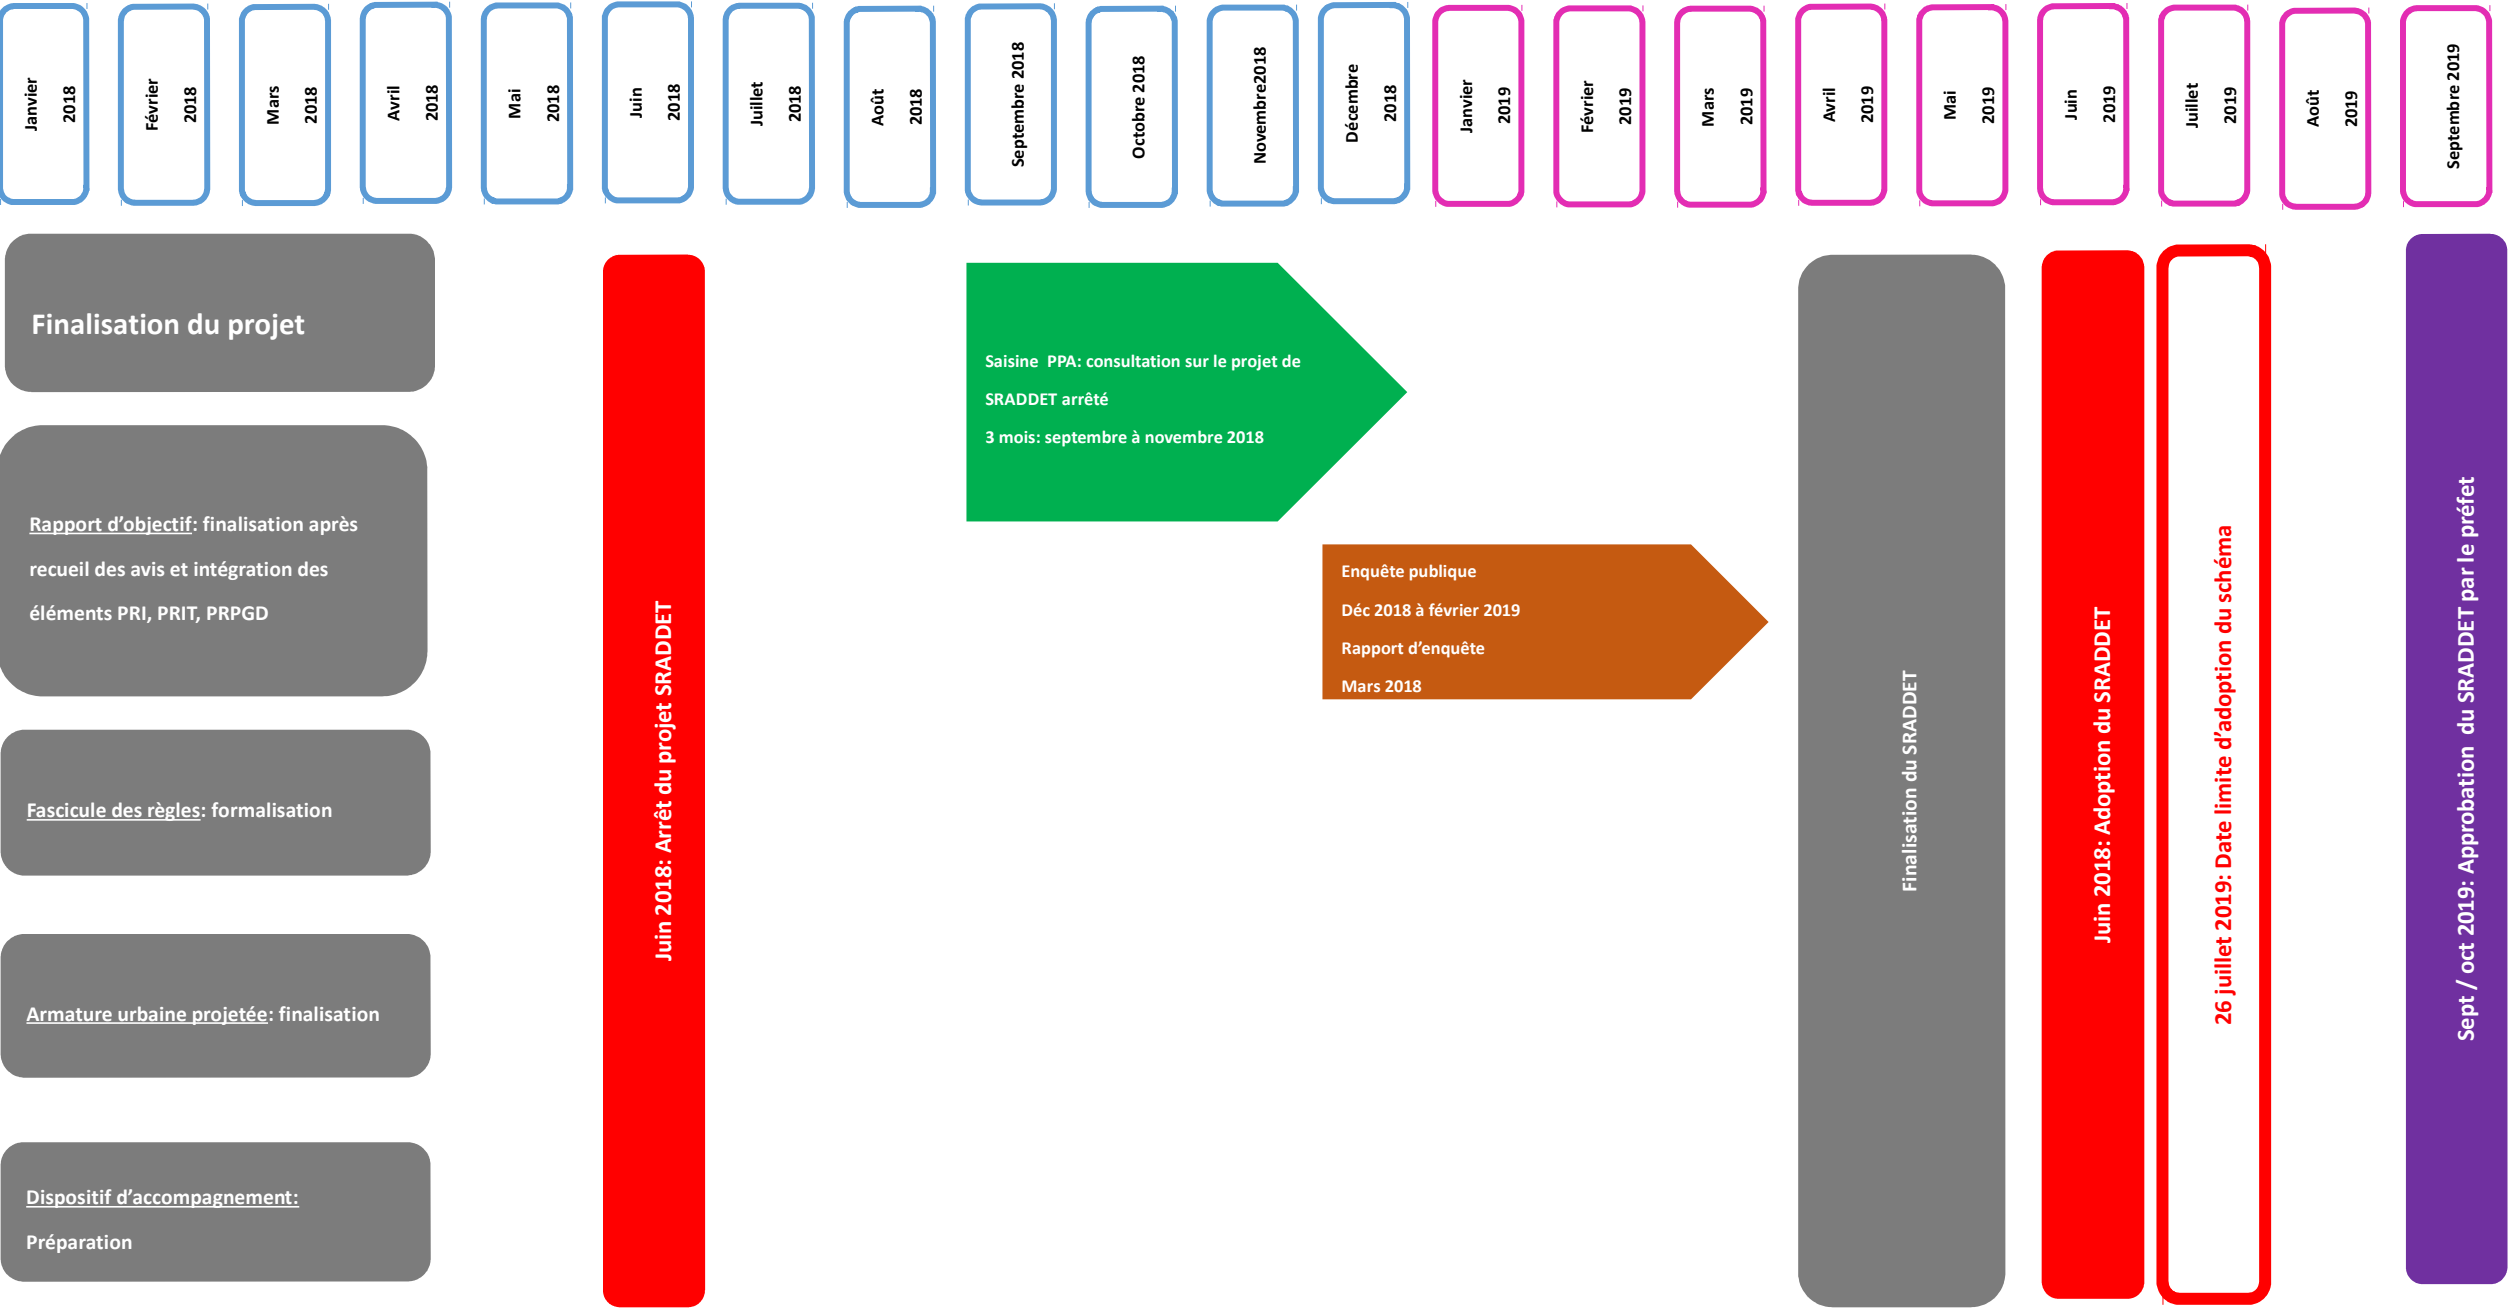 Janvier
2018
Février
2018
Mars
2018
Avril
2018
Mai
2018
Juin
2018
Juillet
2018
Août
2018
Septembre 2018
Octobre 2018
Novembre2018
Décembre
2018
Janvier
2019
Février
2019
Mars
2019
Avril
2019
Mai
2019
Juin
2019
Juillet
2019
Août
2019
Septembre 2019
Finalisation du projet
Rapport d’objectif: finalisation après
recueil des avis et intégration des
éléments PRI, PRIT, PRPGD
Fascicule des règles: formalisation
Armature urbaine projetée: finalisation
Dispositif d’accompagnement:
Préparation
Juin 2018: Arrêt du projet SRADDET
Saisine  PPA: consultation sur le projet de
SRADDET arrêté
3 mois: septembre à novembre 2018
Enquête publique
Déc 2018 à février 2019
Rapport d’enquête
Mars 2018
Finalisation du SRADDET
Juin 2018: Adoption du SRADDET
26 juillet 2019: Date limite d’adoption du schéma
Sept / oct 2019: Approbation  du SRADDET par le préfet